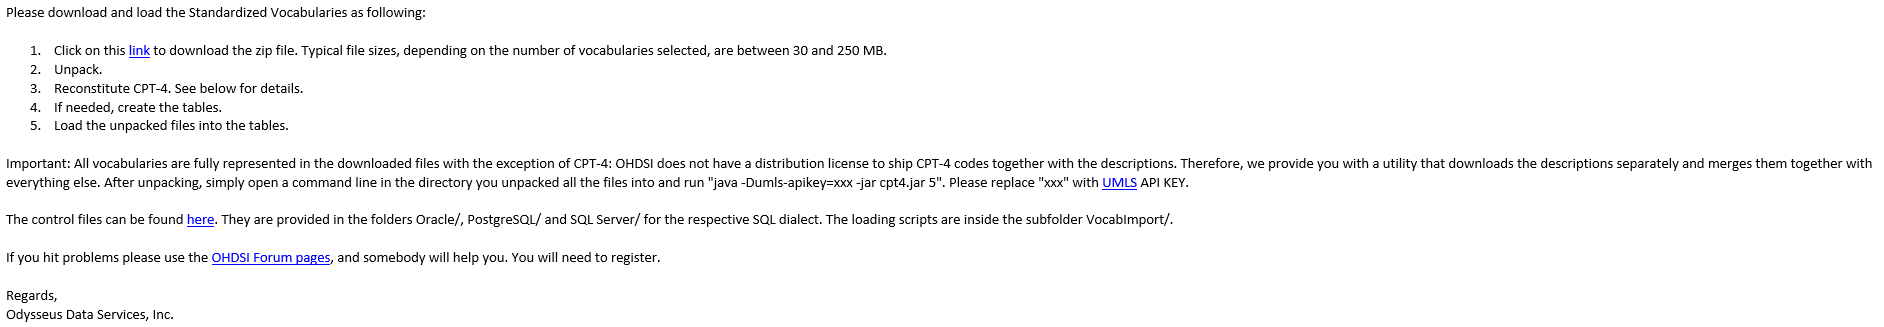 Please download and load the Standardized Vocabularies as following:
1. Click on this link to download the zip file. Typical file sizes, depending on the number of vocabularies selected, are between 30 and 250 MB.
2. Unpack.
3. Reconstitute CPT-4. See below for details.
4. If needed, create the tables.
5. Load the unpacked files into the tables.
Important: All vocabularies are fully represented in the downloaded files with the exception of CPT-4: OHDSI does not have a distribution license to ship CPT-4 codes together with the descriptions. Therefore, we provide you with a utility that downloads the descriptions separately and merges them together with
everything else. After unpacking, simply open a command line in the directory you unpacked all the files into and run "java -Dumls-apikey=xxx -jar cpt4.jar 5". Please replace "xxx" with UMLS API KEY.
The control files can be found here. They are provided in the folders Oracle/, PostgreSQL/ and SQL Server/ for the respective SQL dialect. The loading scripts are inside the subfolder VocabImport/.
If you hit problems please use the OHDSI Forum pages, and somebody will help you. You will need to register.
Regards,
Odysseus Data Services, Inc.